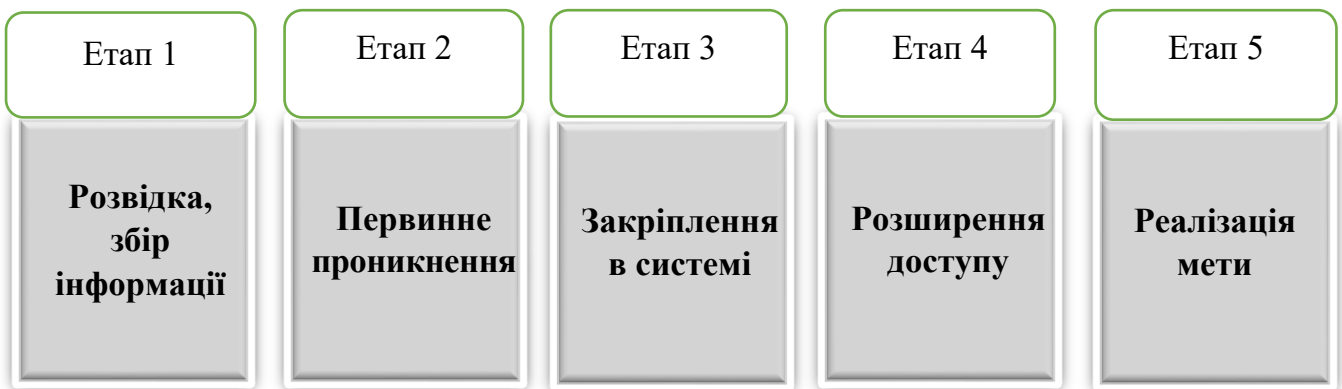 Етап 1
Розвідка,
збір
інформації
Етап 2
Первинне
проникнення
Етап 3
Закріплення
в системі
Етап 4
Розширення
доступу
Етап 5
Реалізація
мети